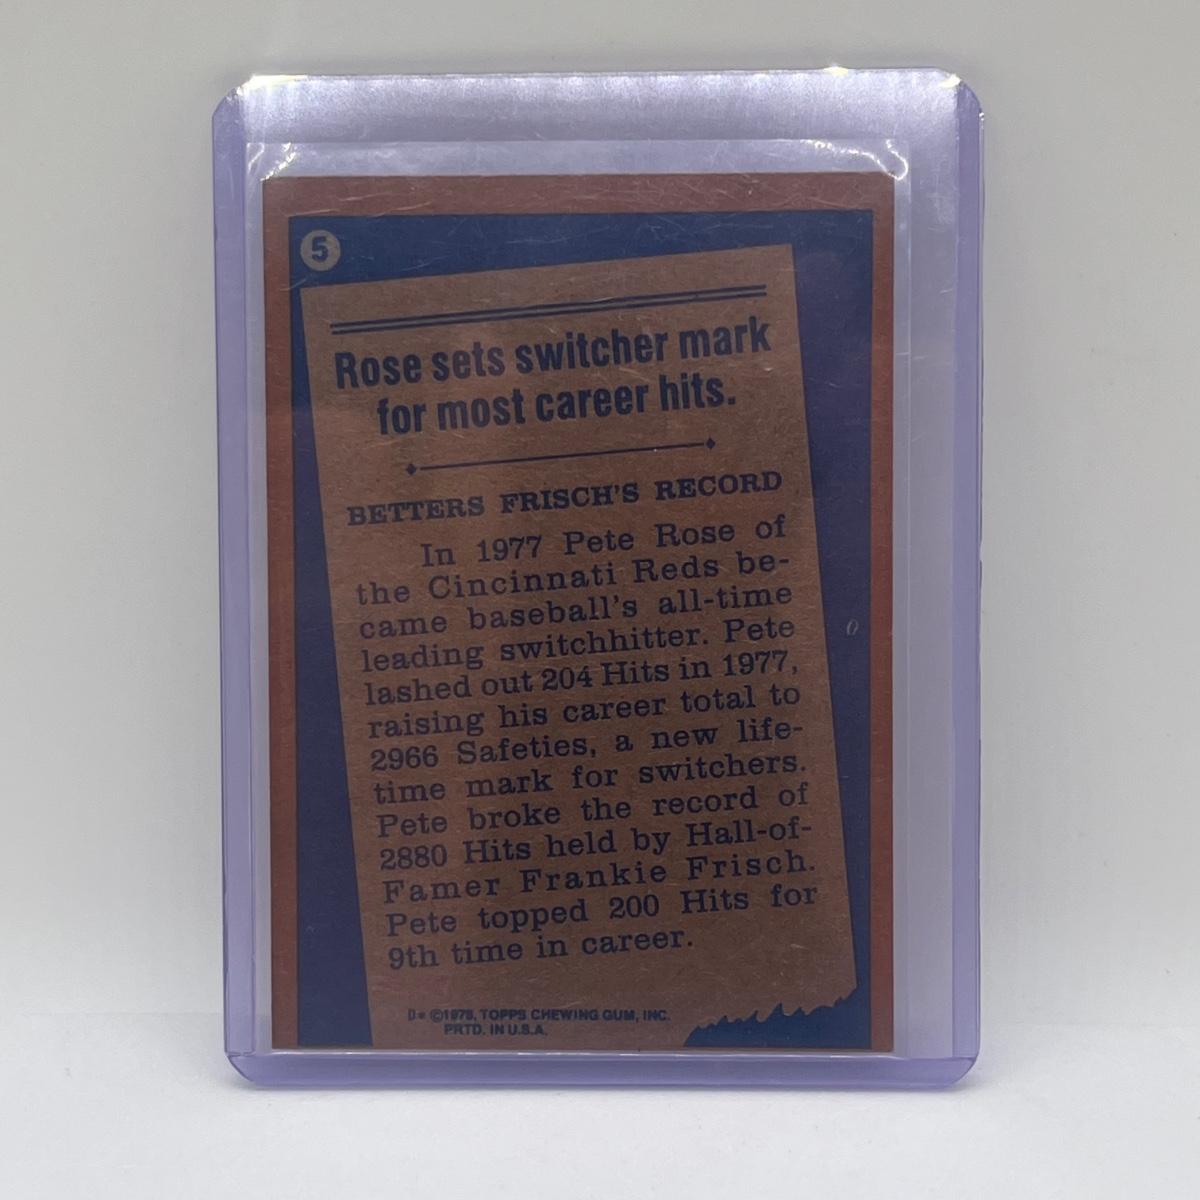 5
Rose sets switcher mark
for most career hits.
BETTERS FRISCH'S RECORD
In 1977 Pete Rose of
the Cincinnati Reds be-
came baseball's all-time
leading switchhitter. Pete
lashed out 204 Hits in 1977,
raising his career total to
2966 Safeties, a new life-
time mark for switchers.
Pete broke the record of
2880 Hits held by Hall-of-
Famer Frankie Frisch.
Pete topped 200 Hits for
9th time in career.
D* ©1978, TOPPS CHEWING GUM, INC.
PRTD. IN U.S.A.